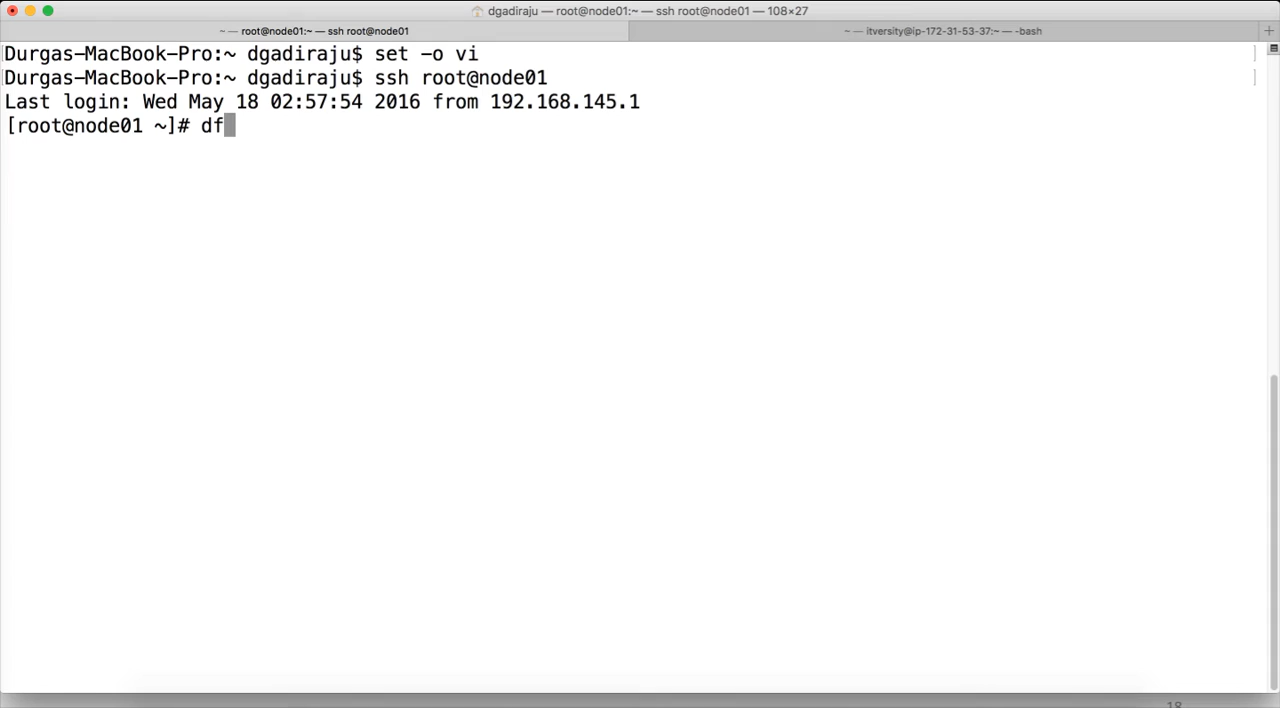 dgadiraju — root@node01:~ — ssh root@node01 — 108×27
~ — root@node01:~ — ssh root@node01
~ — itversity@ip-172-31-53-37:~ — -bash
Durgas-MacBook-Pro:~ dgadiraju$ set -o vi
Durgas-MacBook-Pro:~ dgadiraju$ ssh root@node01
Last login: Wed May 18 02:57:54 2016 from 192.168.145.1
[root@node01 ~]# df